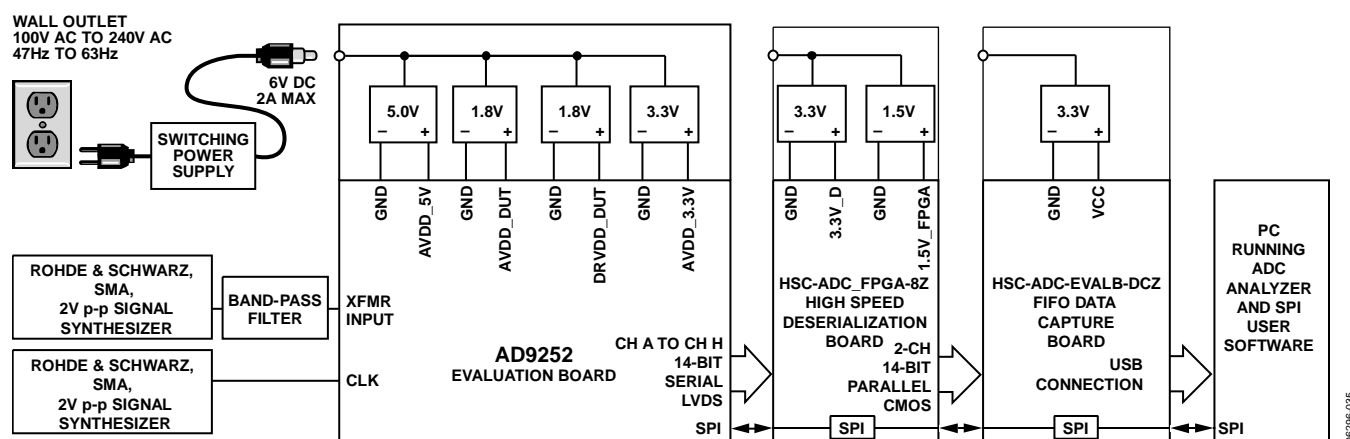 WALL OUTLET
100V AC TO 240V AC
47Hz TO 63Hz
6V DC
2A MAX
SWITCHING
POWER
SUPPLY
5.0V
– +
1.8V
– +
1.8V
– +
3.3V
– +
3.3V
– +
1.5V
– +
3.3V
– +
GND
AVDD_5V
GND
AVDD_DUT
GND
DRVDD_DUT
GND
AVDD_3.3V
GND
3.3V_D
GND
1.5V_FPGA
GND
VCC
ROHDE & SCHWARZ,
SMA,
2V p-p SIGNAL
SYNTHESIZER
BAND-PASS
FILTER
XFMR
INPUT
ROHDE & SCHWARZ,
SMA,
2V p-p SIGNAL
SYNTHESIZER
CLK
AD9252
EVALUATION BOARD
CH A TO CH H
14-BIT
SERIAL
LVDS
SPI
HSC-ADC_FPGA-8Z
HIGH SPEED
DESERIALIZATION
BOARD
2-CH
14-BIT
PARALLEL
CMOS
SPI
HSC-ADC-EVALB-DCZ
FIFO DATA
CAPTURE
BOARD
USB
CONNECTION
SPI
PC
RUNNING
ADC
ANALYZER
AND SPI
USER
SOFTWARE
SPI